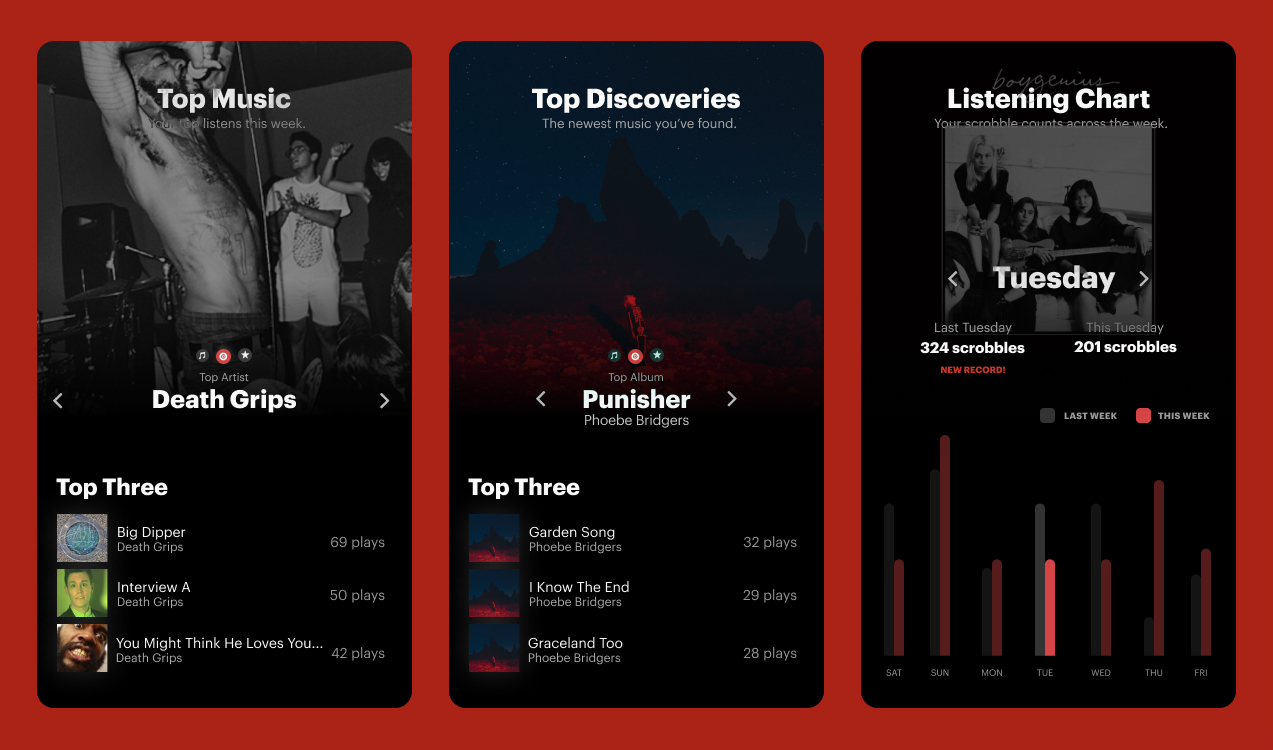 Top Music
Your top listens this week.
Top Artist
Death Grips
Top Three
Big Dipper
Death Grips
69 plays
Interview A
Death Grips
50 plays
You Might Think He Loves You...
Death Grips
42 plays
Top Discoveries
The newest music you've found.
Top Album
Punisher
Phoebe Bridgers
Top Three
Garden Song
Phoebe Bridgers
32 plays
I Know The End
Phoebe Bridgers
29 plays
Graceland Too
Phoebe Bridgers
28 plays
boygenius
Listening Chart
Your scrobble counts across the week.
Tuesday
Last Tuesday
This Tuesday
324 scrobbles
201 scrobbles
NEW RECORD!
LAST WEEK
THIS WEEK
SAT
SUN
MON
TUE
WED
THU
FRI